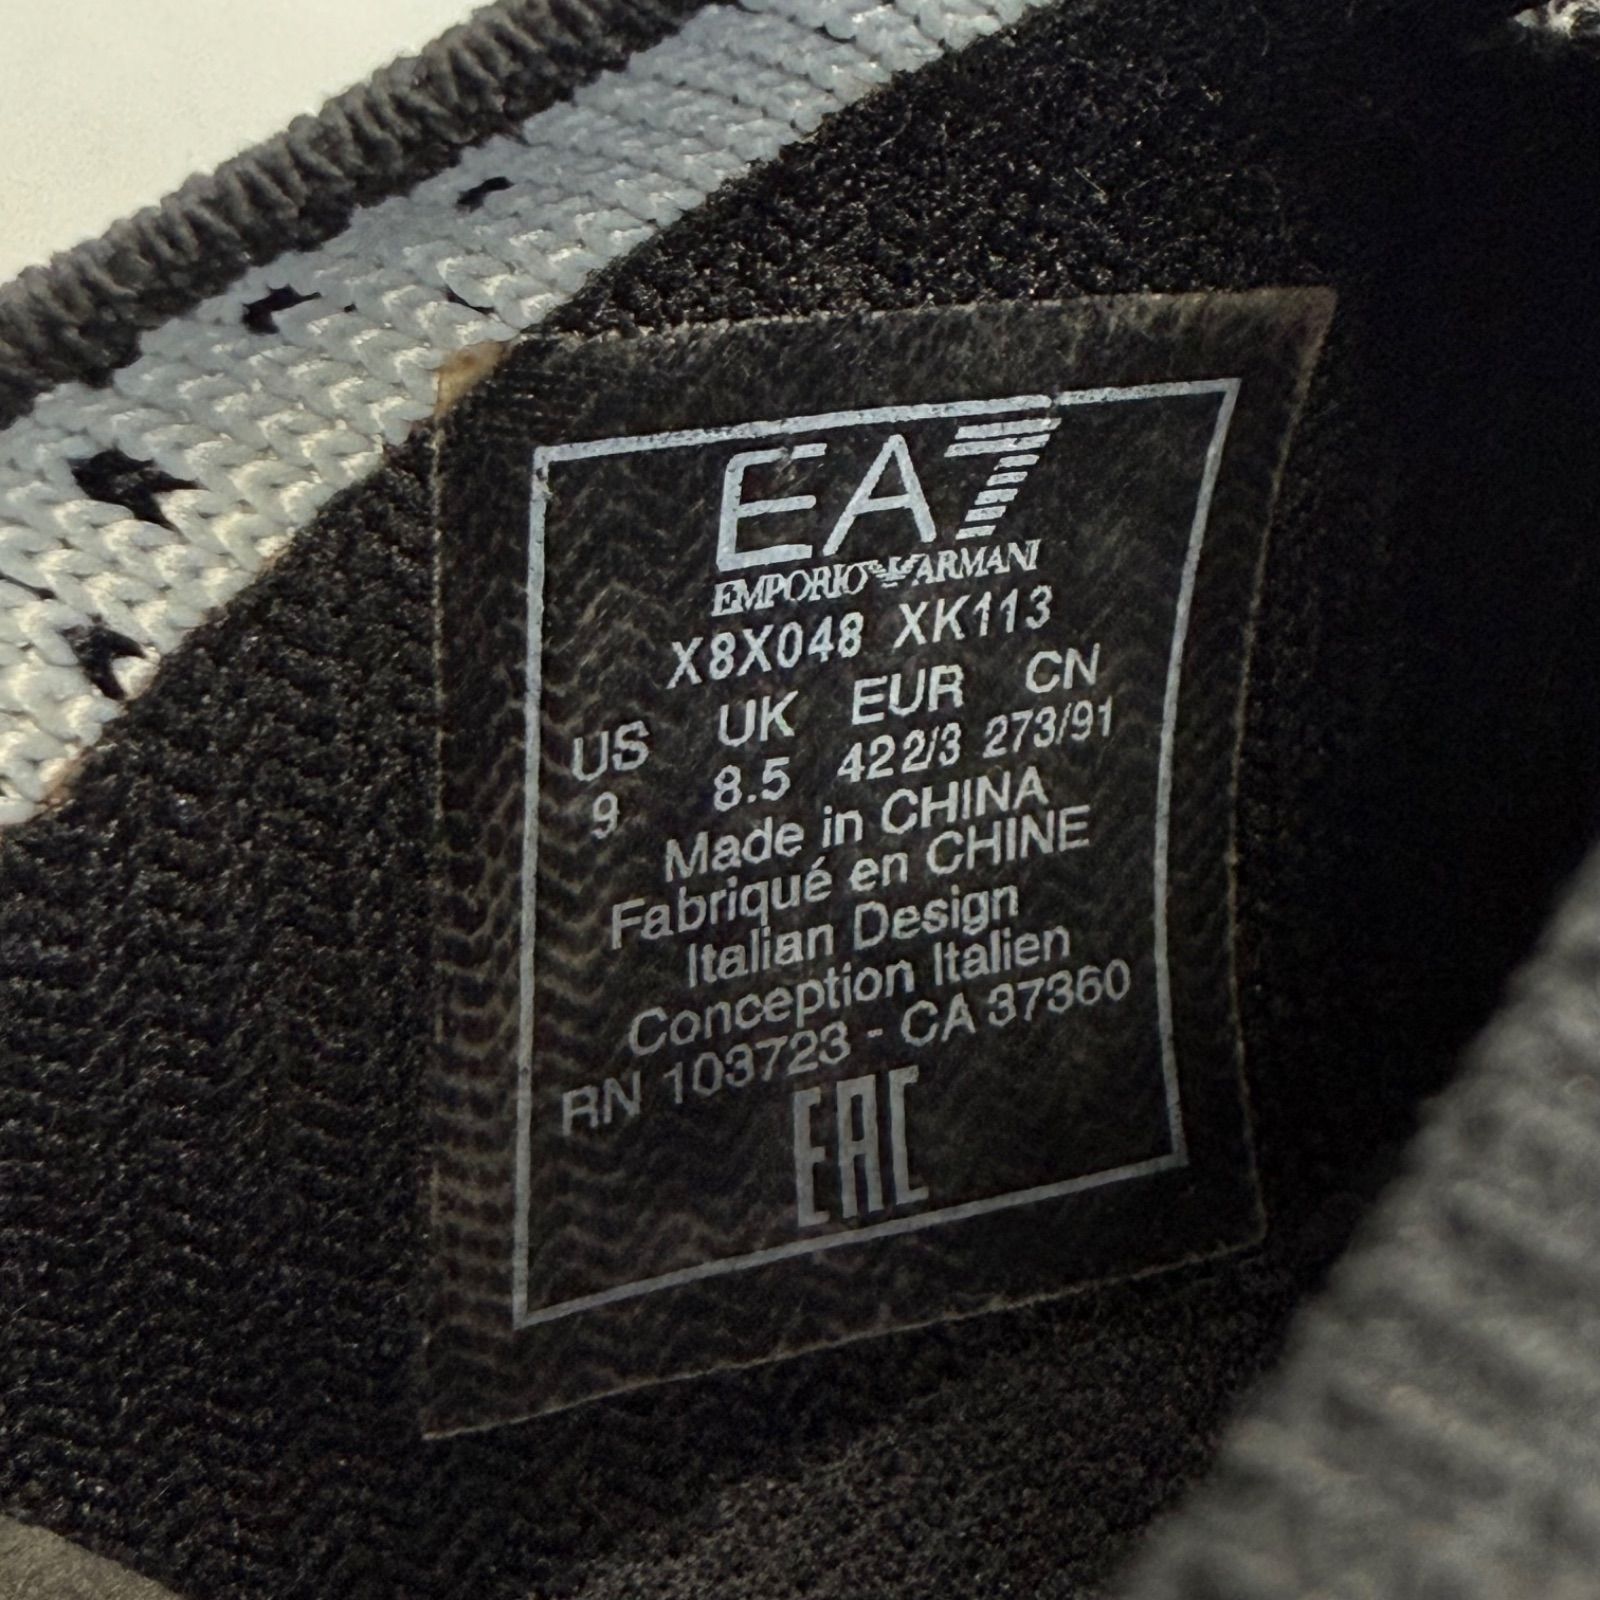 EA7
EMPORIO ARMANI
X8X048 XK113
US UK EUR CN
9 8.5 42 2/3 273/91
Made in CHINA
Fabriqué en CHINE
Italian Design
Conception Italien
RN 103723 - CA 37360
EAC